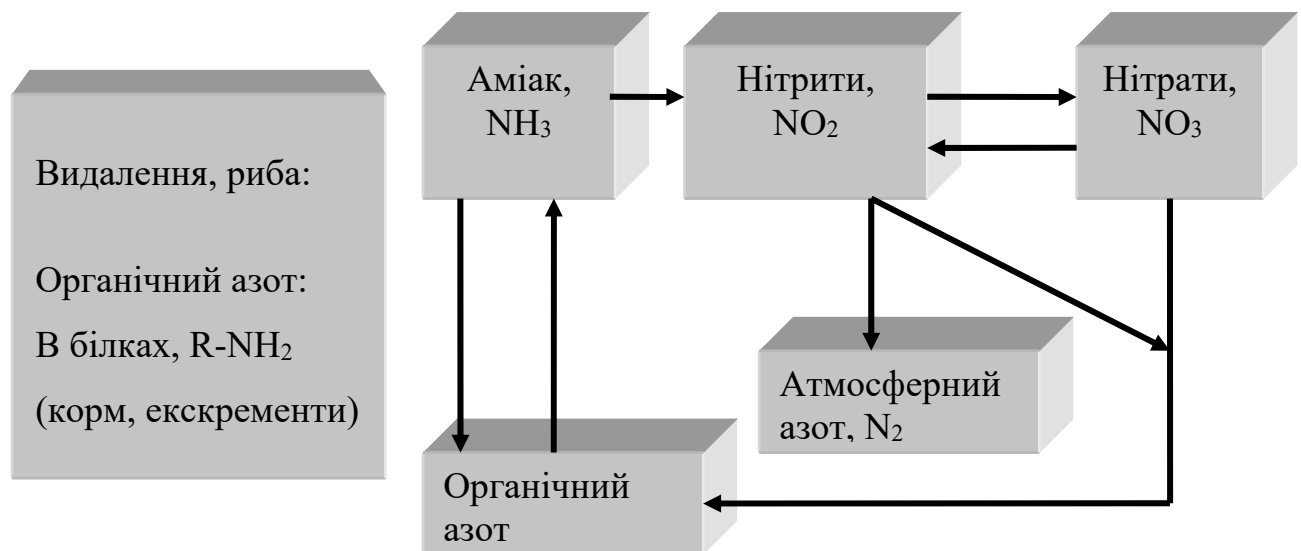 Видалення, риба:
Органічний азот:
В білках, R-NH₂
(корм, екскременти)
Аміак,
NH₃
Нітрити,
NO₂
Нітрати,
NO₃
Атмосферний
азот, N₂
Органічний
азот